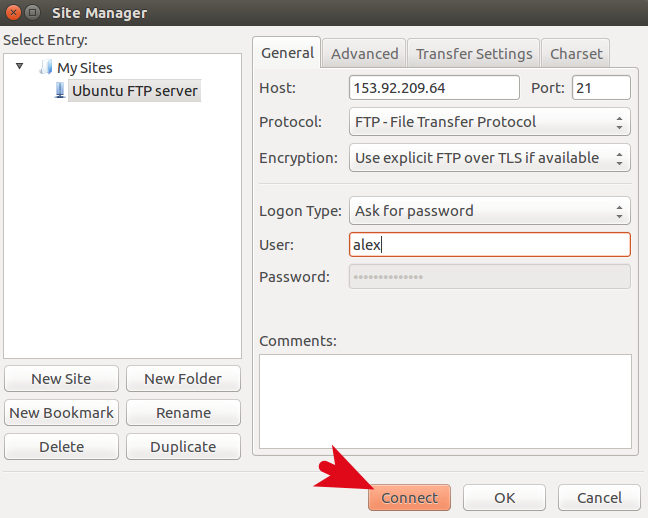 Site Manager
Select Entry:
My Sites
Ubuntu FTP server
New Site New Folder
New Bookmark Rename
Delete Duplicate
General Advanced Transfer Settings Charset
Host: 153.92.209.64 Port: 21
Protocol: FTP - File Transfer Protocol
Encryption: Use explicit FTP over TLS if available
Logon Type: Ask for password
User: alex
Password: ••••••••••••••
Comments:
Connect OK Cancel